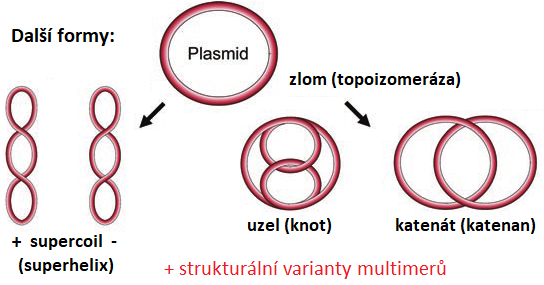 Další formy:
Plasmid
zlom (topoizomeráza)
uzel (knot)
katenát (katenan)
+ supercoil -
(superhelix)
+ strukturální varianty multimerů